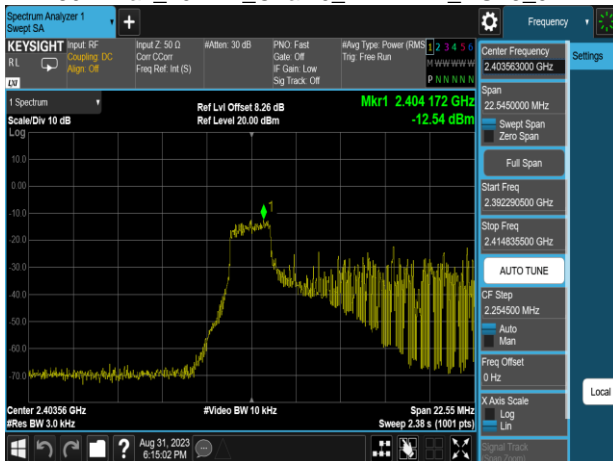 Spectrum Analyzer 1
Swept SA
+
Frequency
KEYSIGHT
RL
LXI
Input: RF
Coupling: DC
Align: Off
Input Z: 50 Ω
Corr CCorr
Freq Ref: Int (S)
#Atten: 30 dB
PNO: Fast
Gate: Off
IF Gain: Low
Sig Track: Off
#Avg Type: Power (RMS
Trig: Free Run
1 2 3 4 5 6
M W W W W W
P N N N N N
1 Spectrum
Scale/Div 10 dB
Log
Ref Lvl Offset 8.26 dB
Ref Level 20.00 dBm
Mkr1 2.404 172 GHz
-12.54 dBm
10.0
0.00
-10.0
-20.0
-30.0
-40.0
-50.0
-60.0
-70.0
1
Center 2.40356 GHz
#Res BW 3.0 kHz
#Video BW 10 kHz
Span 22.55 MHz
Sweep 2.38 s (1001 pts)
Aug 31, 2023
6:15:02 PM
?
Center Frequency
2.403563000 GHz
Span
22.5450000 MHz
Swept Span
Zero Span
Full Span
Start Freq
2.392290500 GHz
Stop Freq
2.414835500 GHz
AUTO TUNE
CF Step
2.254500 MHz
Auto
Man
Freq Offset
0 Hz
X Axis Scale
Log
Lin
Signal Track
(Span Zoom)
Settings
Local